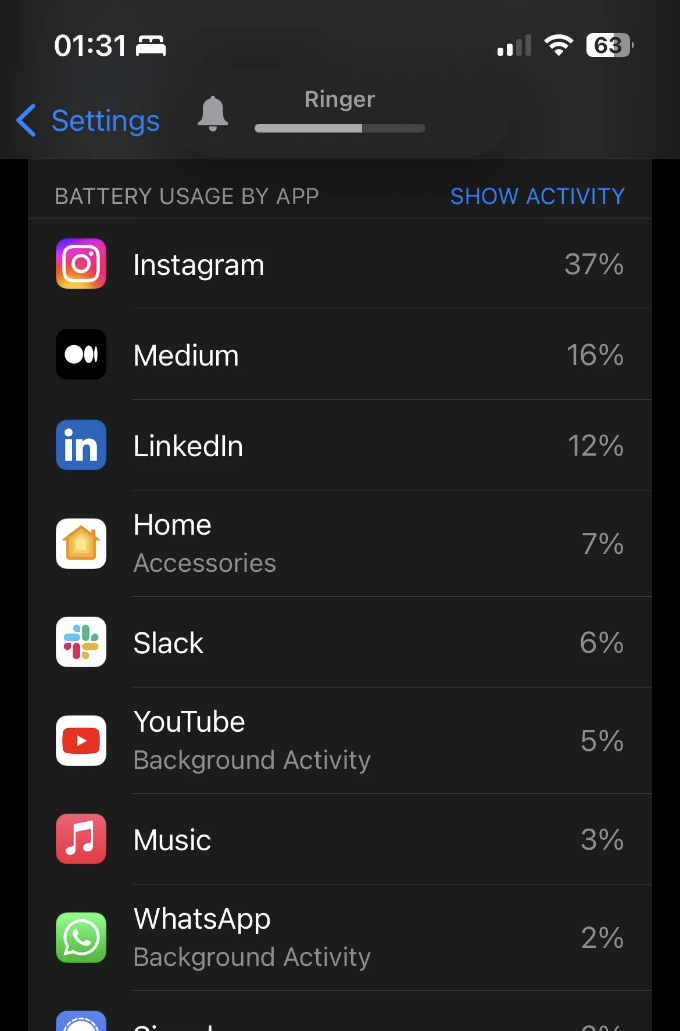 01:31
63
Settings
Ringer
BATTERY USAGE BY APP
SHOW ACTIVITY
Instagram
37%
Medium
16%
in
LinkedIn
12%
Home
Accessories
7%
Slack
6%
YouTube
Background Activity
5%
Music
3%
WhatsApp
Background Activity
2%